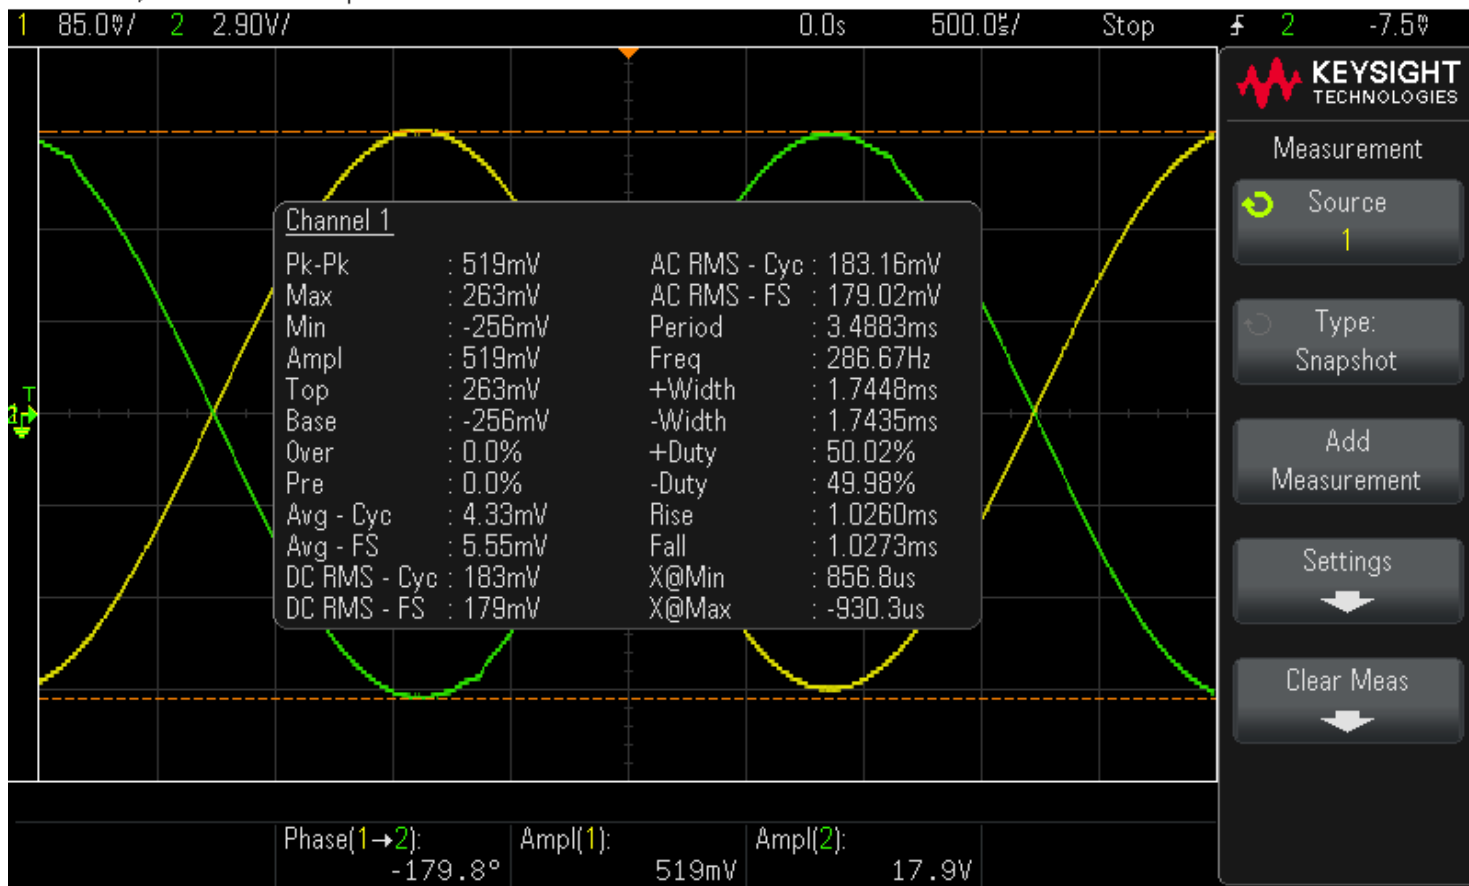 1 85.0mV/ 2 2.90V/ 0.0s 500.0us/ Stop 2 -7.5mV
KEYSIGHT
TECHNOLOGIES
Measurement
Source
1
Type:
Snapshot
Add
Measurement
Settings
Clear Meas
T
Channel 1
Pk-Pk : 519mV AC RMS - Cyc : 183.16mV
Max : 263mV AC RMS - FS : 179.02mV
Min : -256mV Period : 3.4883ms
Ampl : 519mV Freq : 286.67Hz
Top : 263mV +Width : 1.7448ms
Base : -256mV -Width : 1.7435ms
Over : 0.0% +Duty : 50.02%
Pre : 0.0% -Duty : 49.98%
Avg - Cyc : 4.33mV Rise : 1.0260ms
Avg - FS : 5.55mV Fall : 1.0273ms
DC RMS - Cyc : 183mV X@Min : 856.8us
DC RMS - FS : 179mV X@Max : -930.3us
Phase(1→2): Ampl(1): Ampl(2):
-179.8° 519mV 17.9V